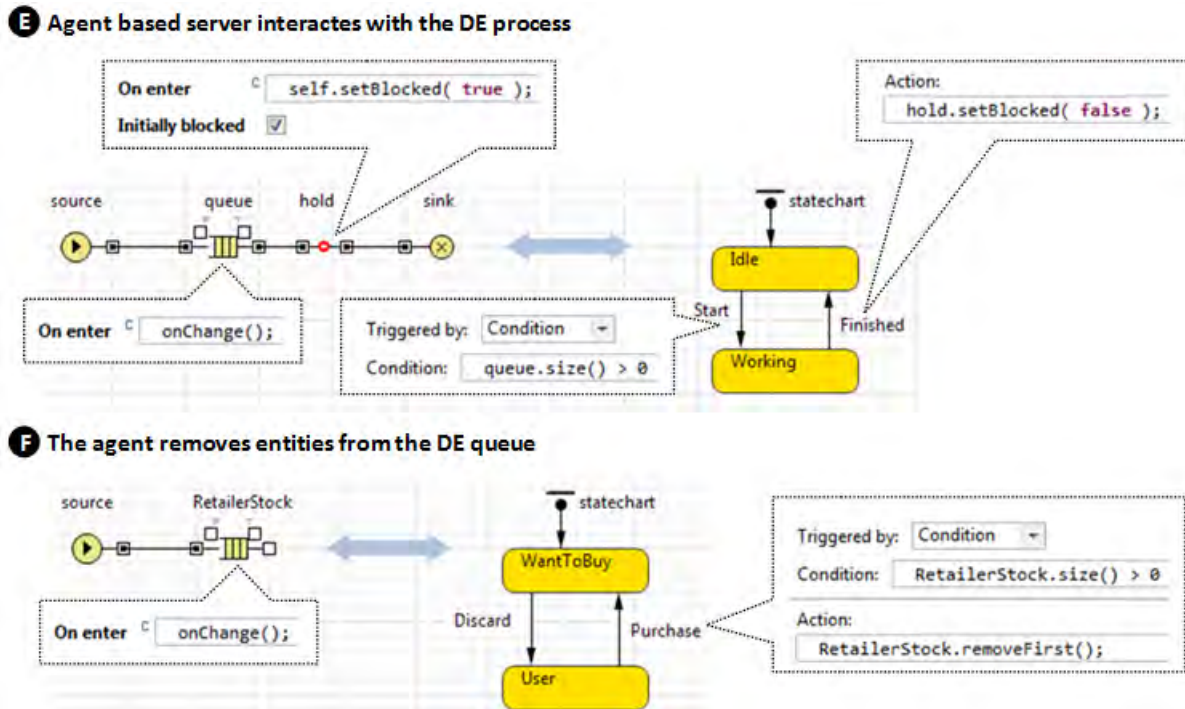 E Agent based server interactes with the DE process
On enter C self.setBlocked( true );
Initially blocked
Action:
hold.setBlocked( false );
source queue hold sink
statechart
Idle
Start
Finished
Working
On enter C onChange();
Triggered by: Condition
Condition: queue.size() > 0
F The agent removes entities from the DE queue
source RetailerStock
statechart
WantToBuy
Discard
Purchase
User
On enter C onChange();
Triggered by: Condition
Condition: RetailerStock.size() > 0
Action:
RetailerStock.removeFirst();